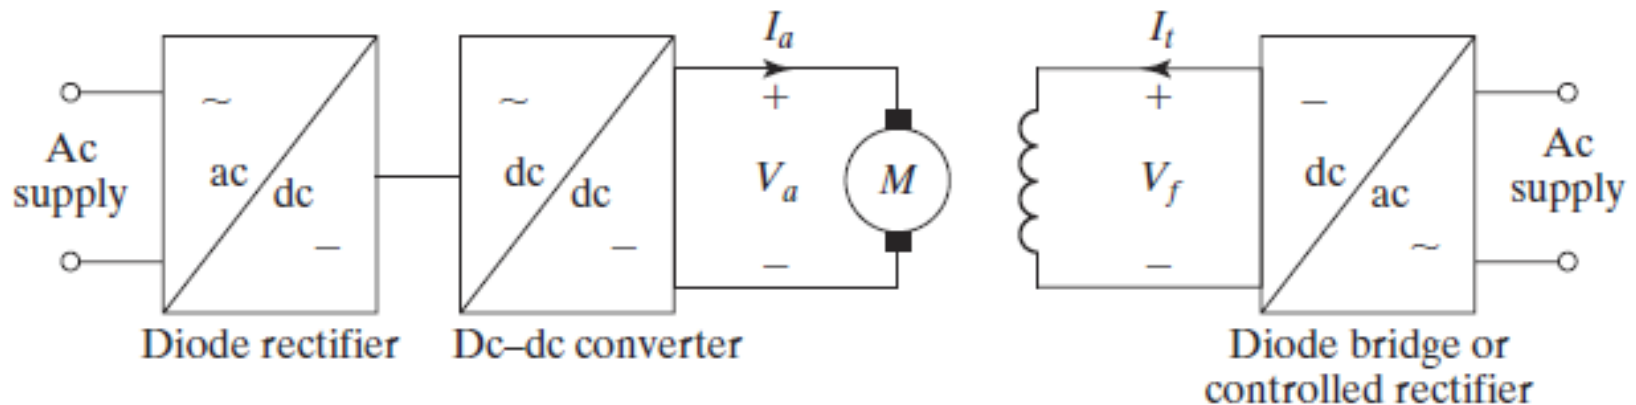 Ac
supply
~
ac
dc
–
Diode rectifier
~
dc
dc
–
Dc–dc converter
Iₐ
+
Vₐ
–
M
Iₜ
+
V_f
–
–
dc
ac
~
Diode bridge or
controlled rectifier
Ac
supply